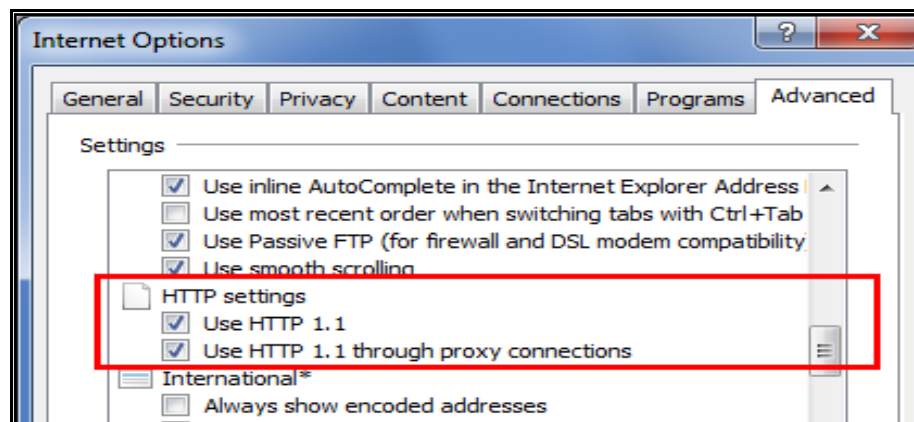 Internet Options
General Security Privacy Content Connections Programs Advanced
Settings
Use inline AutoComplete in the Internet Explorer Address
Use most recent order when switching tabs with Ctrl+Tab
Use Passive FTP (for firewall and DSL modem compatibility
Use smooth scrolling
HTTP settings
Use HTTP 1.1
Use HTTP 1.1 through proxy connections
International*
Always show encoded addresses